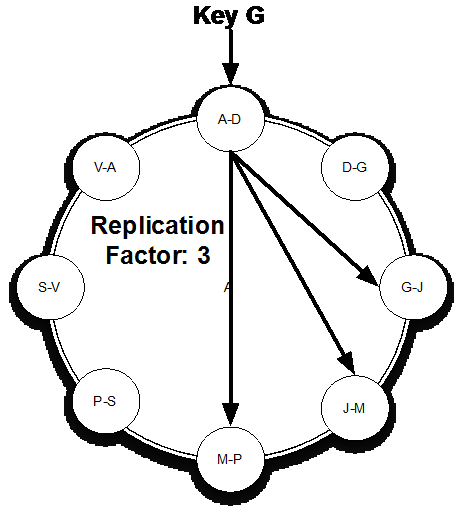 Key G
A-D
V-A
D-G
Replication
Factor: 3
S-V
A
G-J
P-S
J-M
M-P